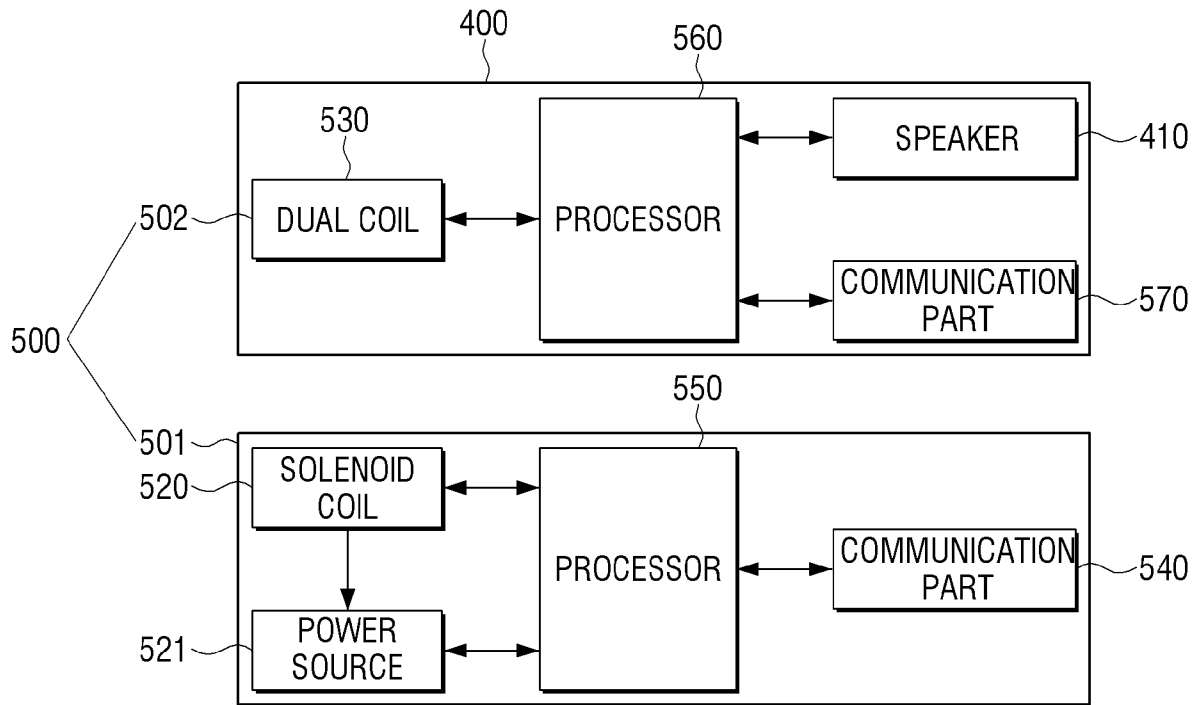 400
560
530
SPEAKER
410
502
DUAL COIL
PROCESSOR
COMMUNICATION
PART
570
500
550
501
SOLENOID
COIL
520
PROCESSOR
COMMUNICATION
PART
540
POWER
SOURCE
521